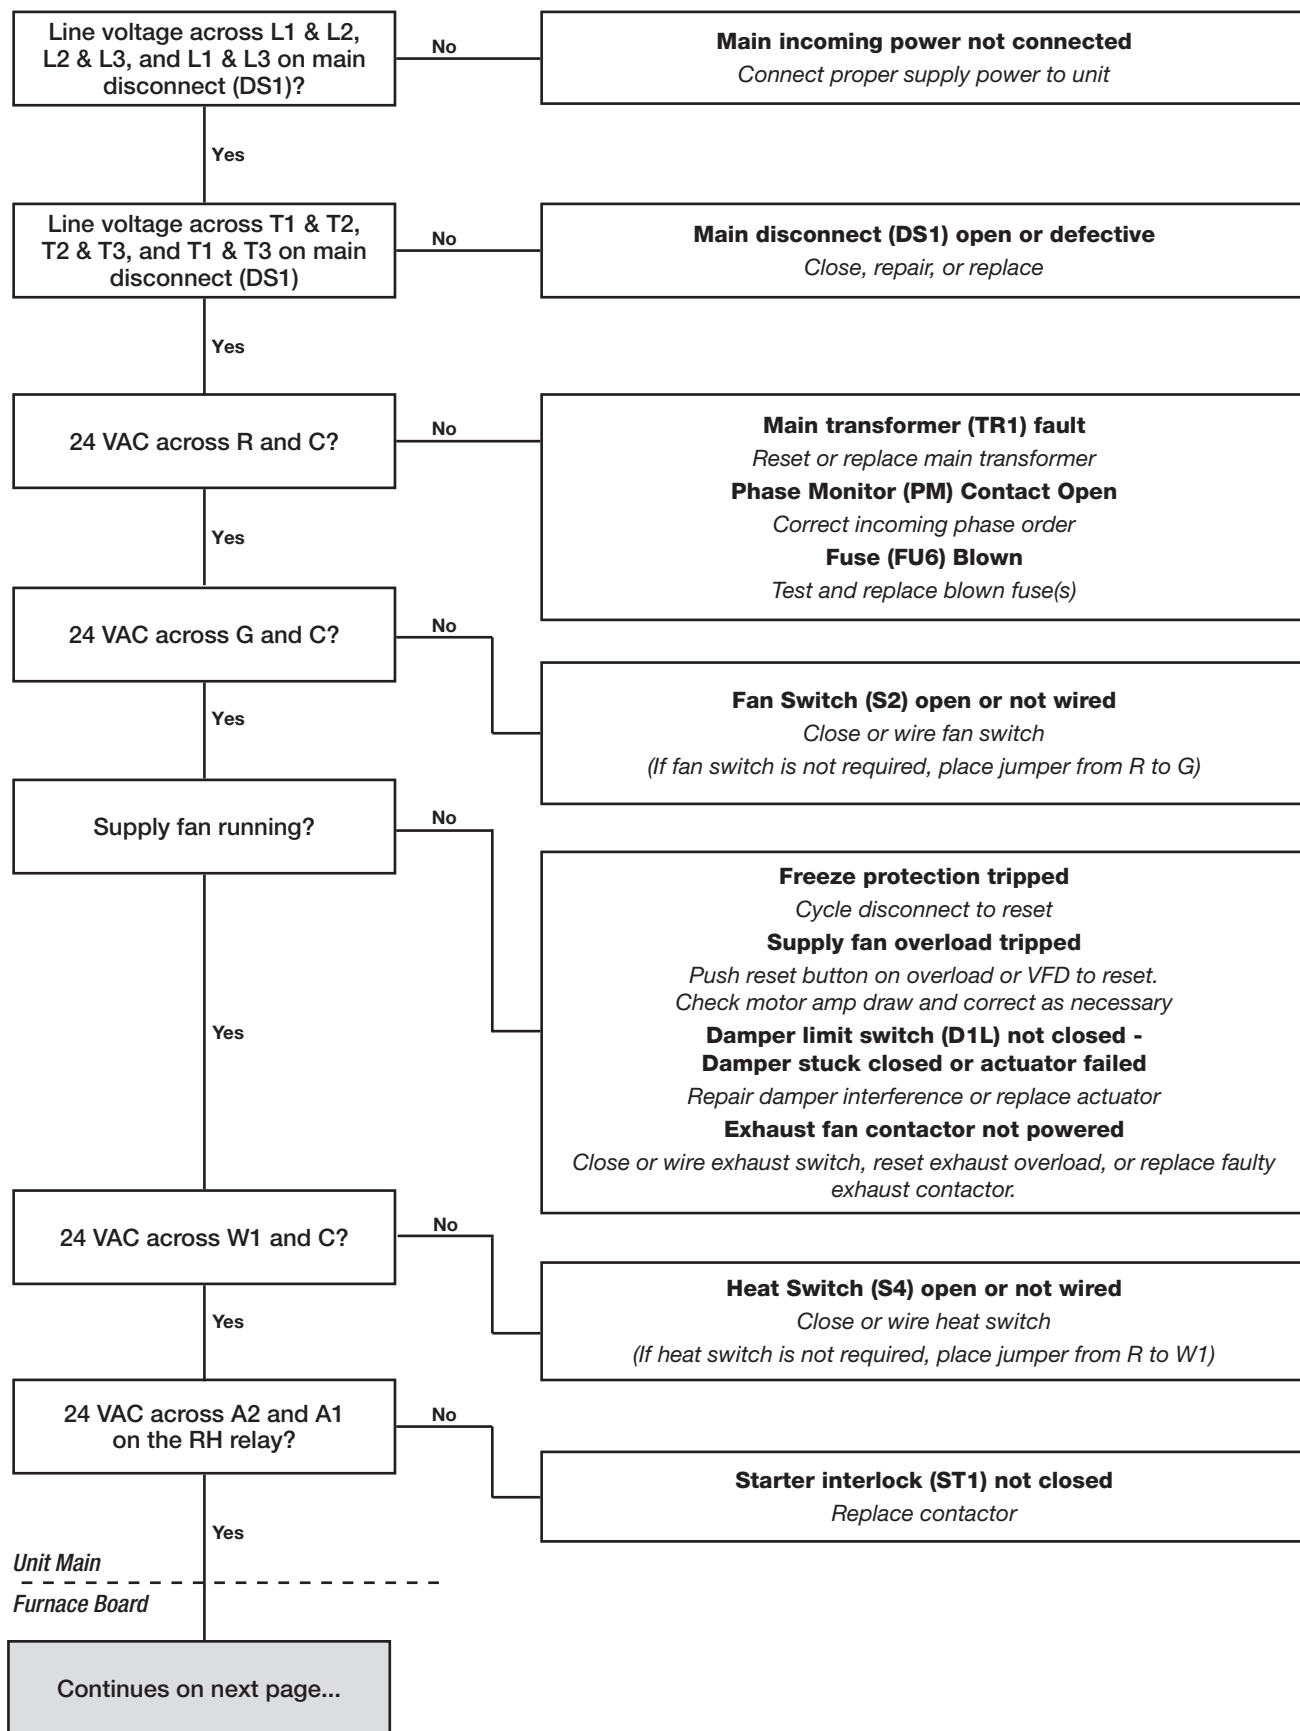 Line voltage across L1 & L2,
L2 & L3, and L1 & L3 on main
disconnect (DS1)?
No
Main incoming power not connected
Connect proper supply power to unit
Yes
Line voltage across T1 & T2,
T2 & T3, and T1 & T3 on main
disconnect (DS1)
No
Main disconnect (DS1) open or defective
Close, repair, or replace
Yes
24 VAC across R and C?
No
Main transformer (TR1) fault
Reset or replace main transformer
Phase Monitor (PM) Contact Open
Correct incoming phase order
Fuse (FU6) Blown
Test and replace blown fuse(s)
Yes
24 VAC across G and C?
No
Fan Switch (S2) open or not wired
Close or wire fan switch
(If fan switch is not required, place jumper from R to G)
Yes
Supply fan running?
No
Freeze protection tripped
Cycle disconnect to reset
Supply fan overload tripped
Push reset button on overload or VFD to reset.
Check motor amp draw and correct as necessary
Damper limit switch (D1L) not closed -
Damper stuck closed or actuator failed
Repair damper interference or replace actuator
Exhaust fan contactor not powered
Close or wire exhaust switch, reset exhaust overload, or replace faulty
exhaust contactor.
Yes
24 VAC across W1 and C?
No
Heat Switch (S4) open or not wired
Close or wire heat switch
(If heat switch is not required, place jumper from R to W1)
Yes
24 VAC across A2 and A1
on the RH relay?
No
Starter interlock (ST1) not closed
Replace contactor
Yes
Unit Main
Furnace Board
Continues on next page...